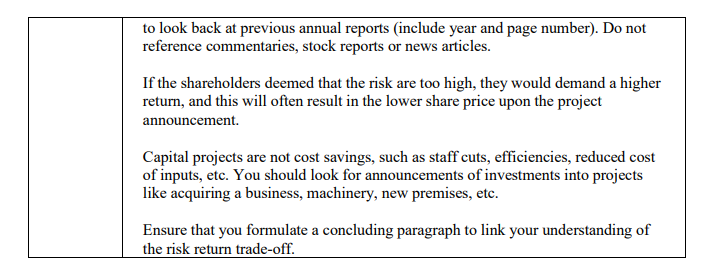 to look back at previous annual reports (include year and page number). Do not
reference commentaries, stock reports or news articles.
If the shareholders deemed that the risk are too high, they would demand a higher
return, and this will often result in the lower share price upon the project
announcement.
Capital projects are not cost savings, such as staff cuts, efficiencies, reduced cost
of inputs, etc. You should look for announcements of investments into projects
like acquiring a business, machinery, new premises, etc.
Ensure that you formulate a concluding paragraph to link your understanding of
the risk return trade-off.